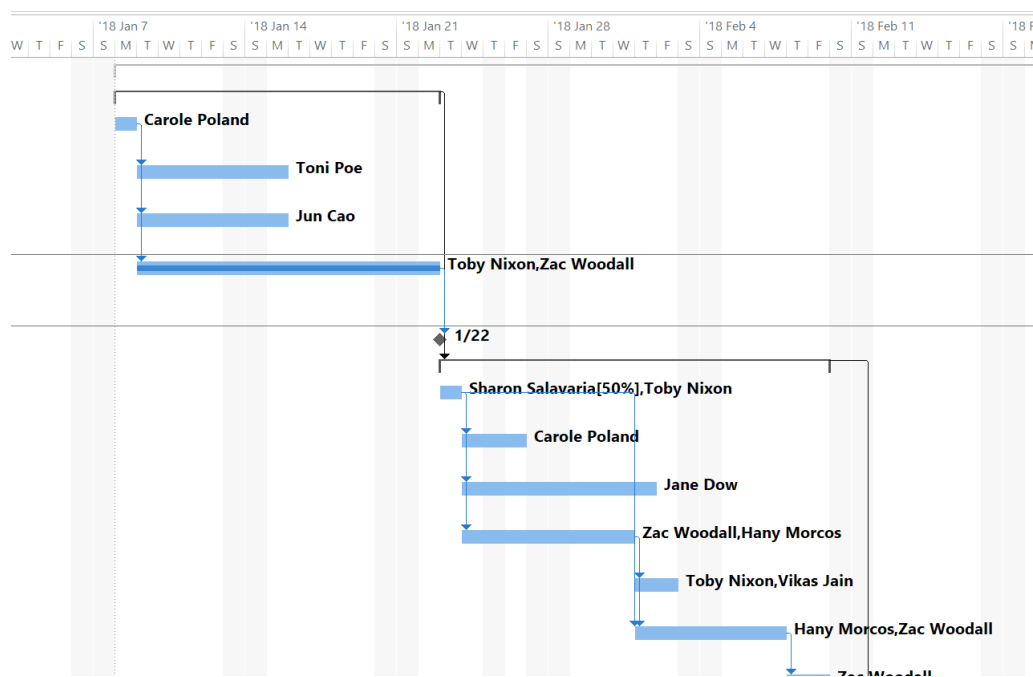 '18 Jan 7 '18 Jan 14 '18 Jan 21 '18 Jan 28 '18 Feb 4 '18 Feb 11 '18 F
W T F S S M T W T F S S M T W T F S S M T W T F S S M T W T F S S M T W T F S S M T W T F S S
Carole Poland
Toni Poe
Jun Cao
Toby Nixon,Zac Woodall
1/22
Sharon Salavaria[50%],Toby Nixon
Carole Poland
Jane Dow
Zac Woodall,Hany Morcos
Toby Nixon,Vikas Jain
Hany Morcos,Zac Woodall
Zac Woodall